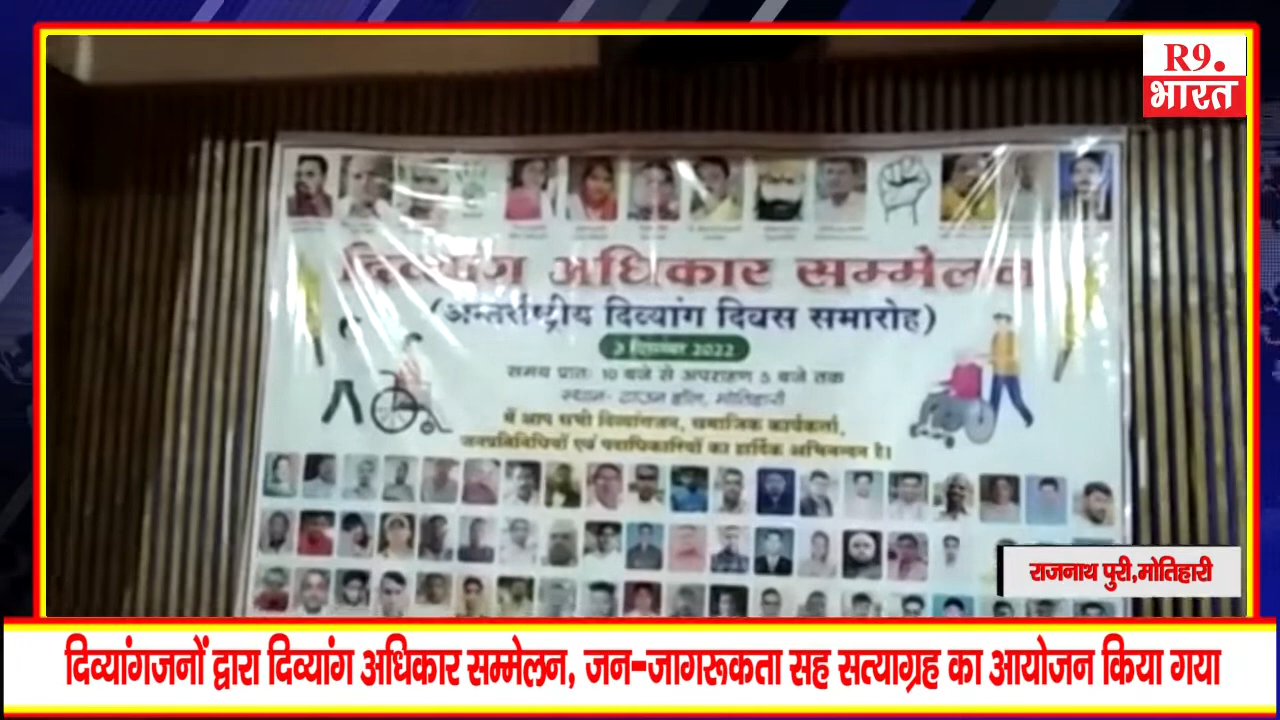 R9.
भारत
दिव्यांग अधिकार सम्मेलन
(अन्तर्राष्ट्रीय दिव्यांग दिवस समारोह)
3 दिसम्बर 2022
समय प्रातः 10 बजे से अपराहण 5 बजे तक
स्थान- टाउन हॉल, मोतिहारी
में आप सभी दिव्यांगजन, समाजिक कार्यकर्ता,
जनप्रतिनिधियों एवं पदाधिकारियों का हार्दिक अभिनन्दन है।
राजनाथ पुरी,मोतिहारी
दिव्यांगजनों द्वारा दिव्यांग अधिकार सम्मेलन, जन-जागरूकता सह सत्याग्रह का आयोजन किया गया